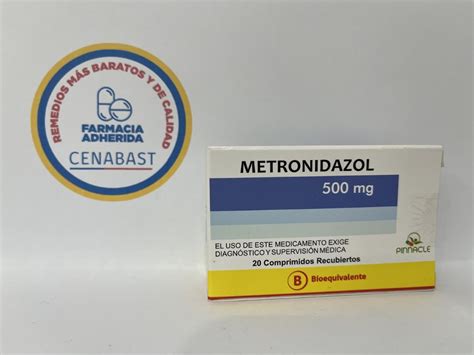 REMEDIOS MÁS BARATOS Y DE CALIDAD
FARMACIA
ADHERIDA
CENABAST
METRONIDAZOL
500 mg
EL USO DE ESTE MEDICAMENTO EXIGE
DIAGNÓSTICO Y SUPERVISIÓN MÉDICA
20 Comprimidos Recubiertos
PINNACLE
B Bioequivalente